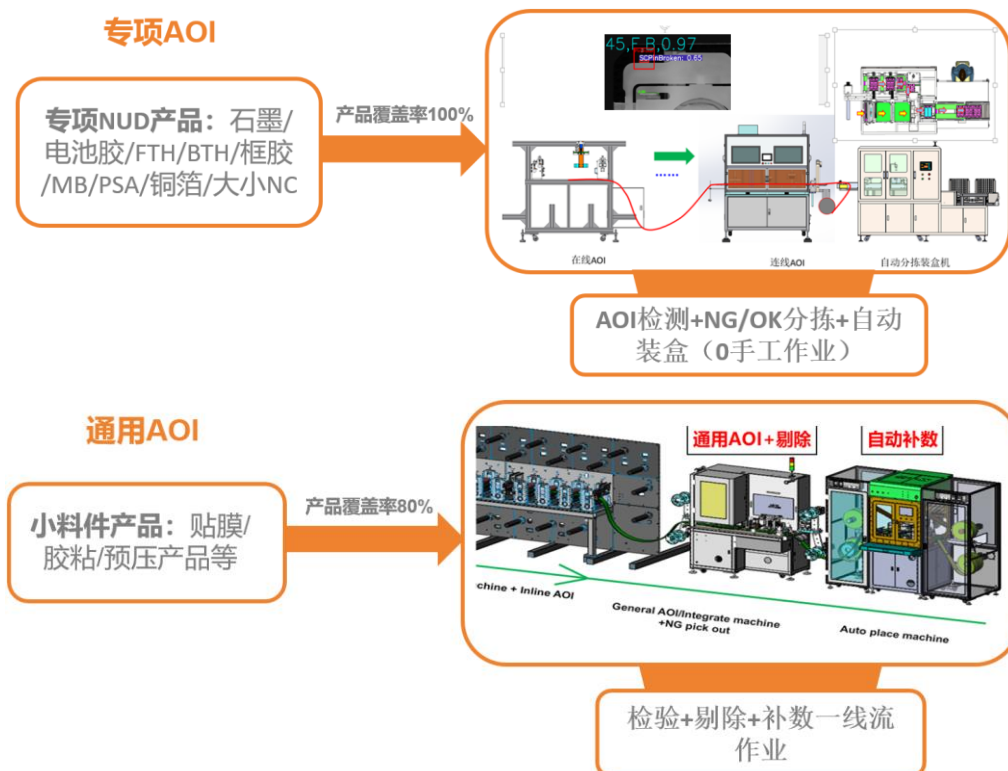 专项AOI
专项NUD产品：石墨/
电池胶/FTH/BTH/框胶
/MB/PSA/铜箔/大小NC
产品覆盖率100%
45,F,B,0.97
SCPinBroken: 0.65
......
在线AOI
连线AOI
自动分拣装盒机
AOI检测+NG/OK分拣+自动
装盒（0手工作业）
通用AOI
小料件产品：贴膜/
胶粘/预压产品等
产品覆盖率80%
通用AOI+剔除
自动补数
chine + Inline AOI
General AOI/Integrate machine
+NG pick out
Auto place machine
检验+剔除+补数一线流
作业